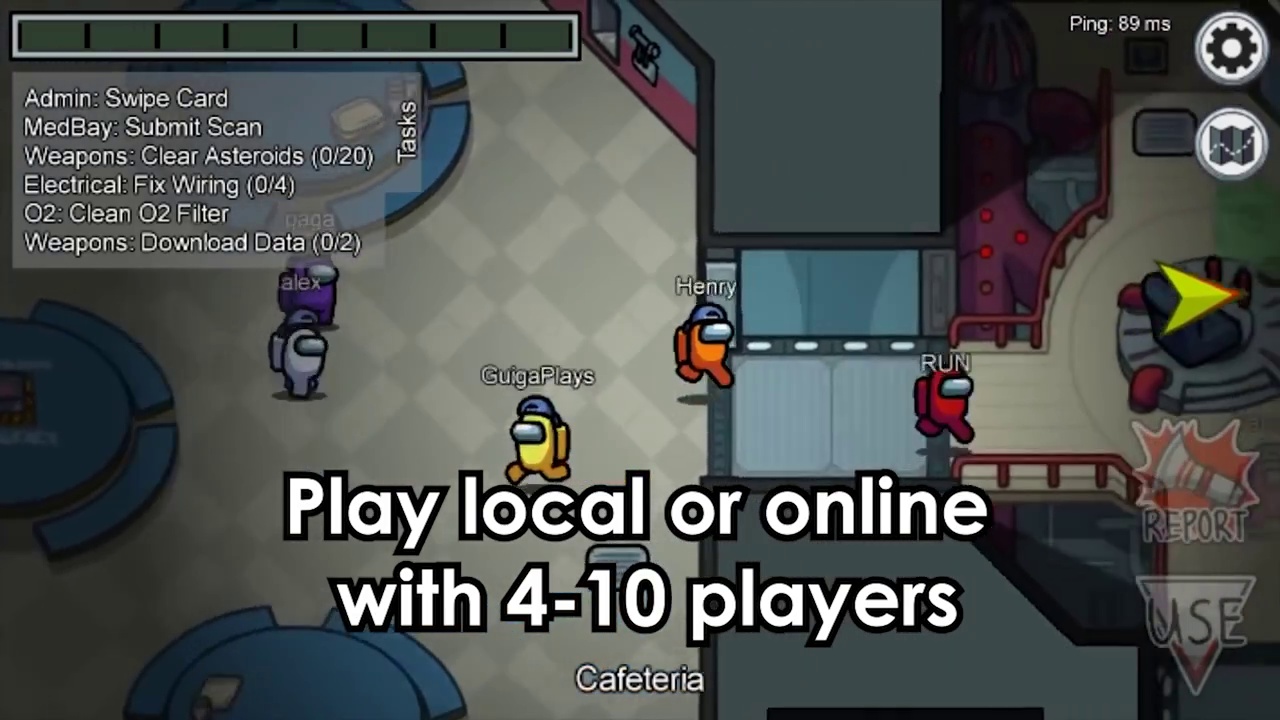 Ping: 89 ms
Admin: Swipe Card
MedBay: Submit Scan
Weapons: Clear Asteroids (0/20)
Electrical: Fix Wiring (0/4)
O2: Clean O2 Filter
Weapons: Download Data (0/2)
Tasks
paga
alex
Henry
GuigaPlays
RUN
Play local or online
with 4-10 players
REPORT
USE
Cafeteria